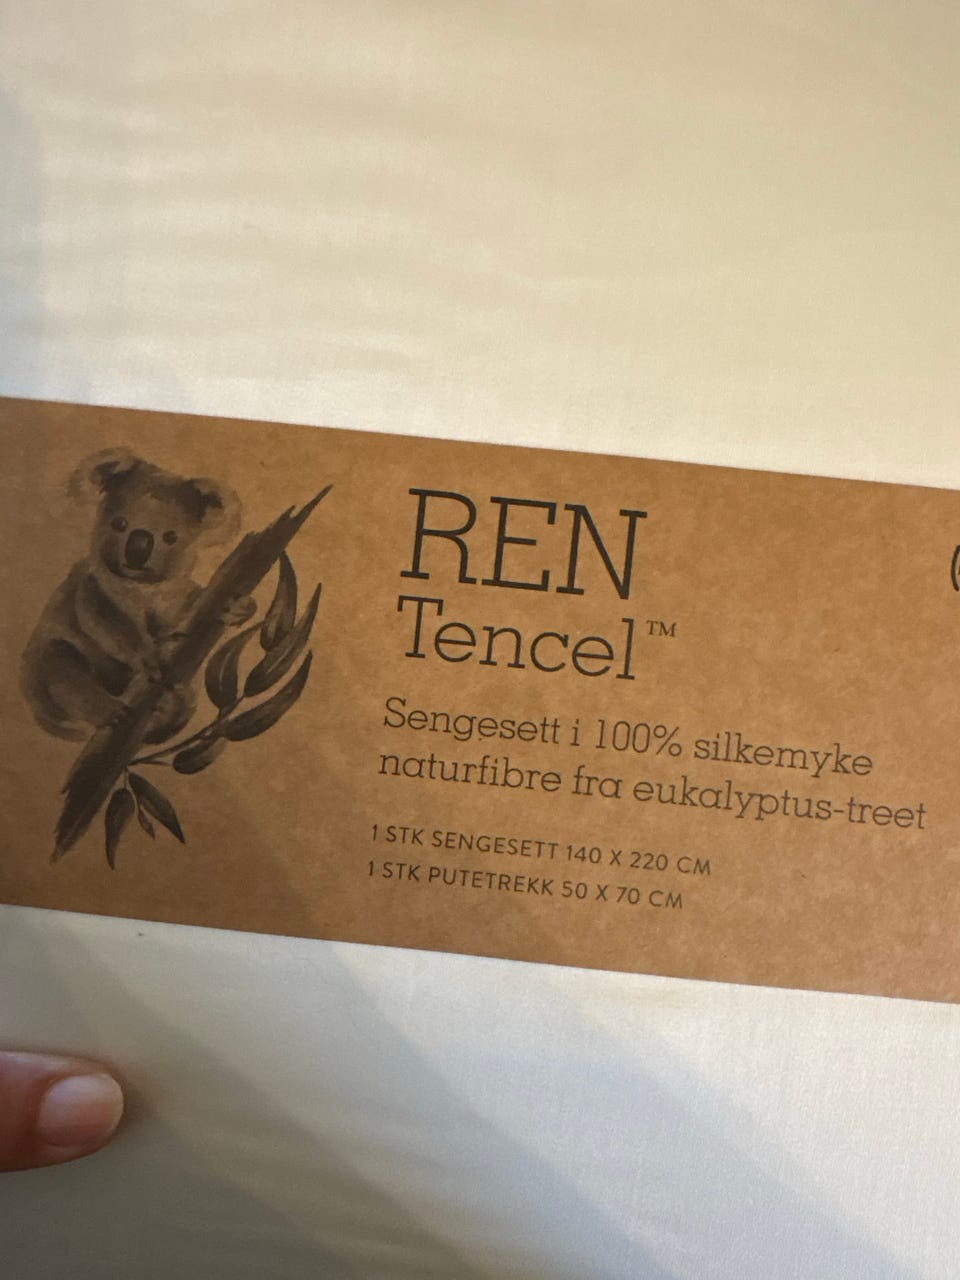 REN
Tencel™
Sengesett i 100% silkemyke
naturfibre fra eukalyptus-treet
1 STK SENGESETT 140 X 220 CM
1 STK PUTETREKK 50 X 70 CM